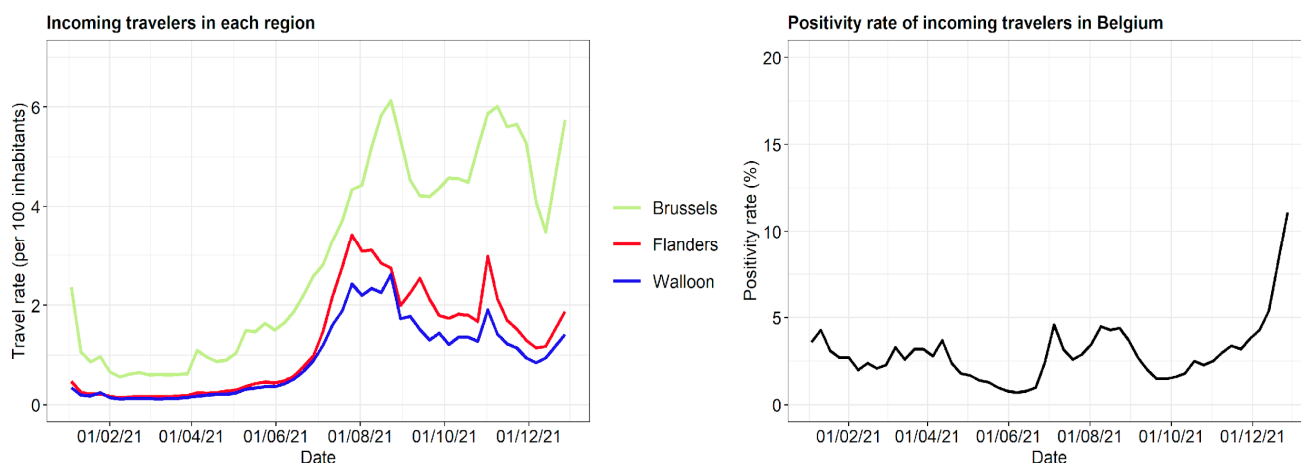 Incoming travelers in each region
Travel rate (per 100 inhabitants)
6
4
2
0
01/02/21 01/04/21 01/06/21 01/08/21 01/10/21 01/12/21
Date
Brussels
Flanders
Walloon
Positivity rate of incoming travelers in Belgium
Positivity rate (%)
20
15
10
5
0
01/02/21 01/04/21 01/06/21 01/08/21 01/10/21 01/12/21
Date